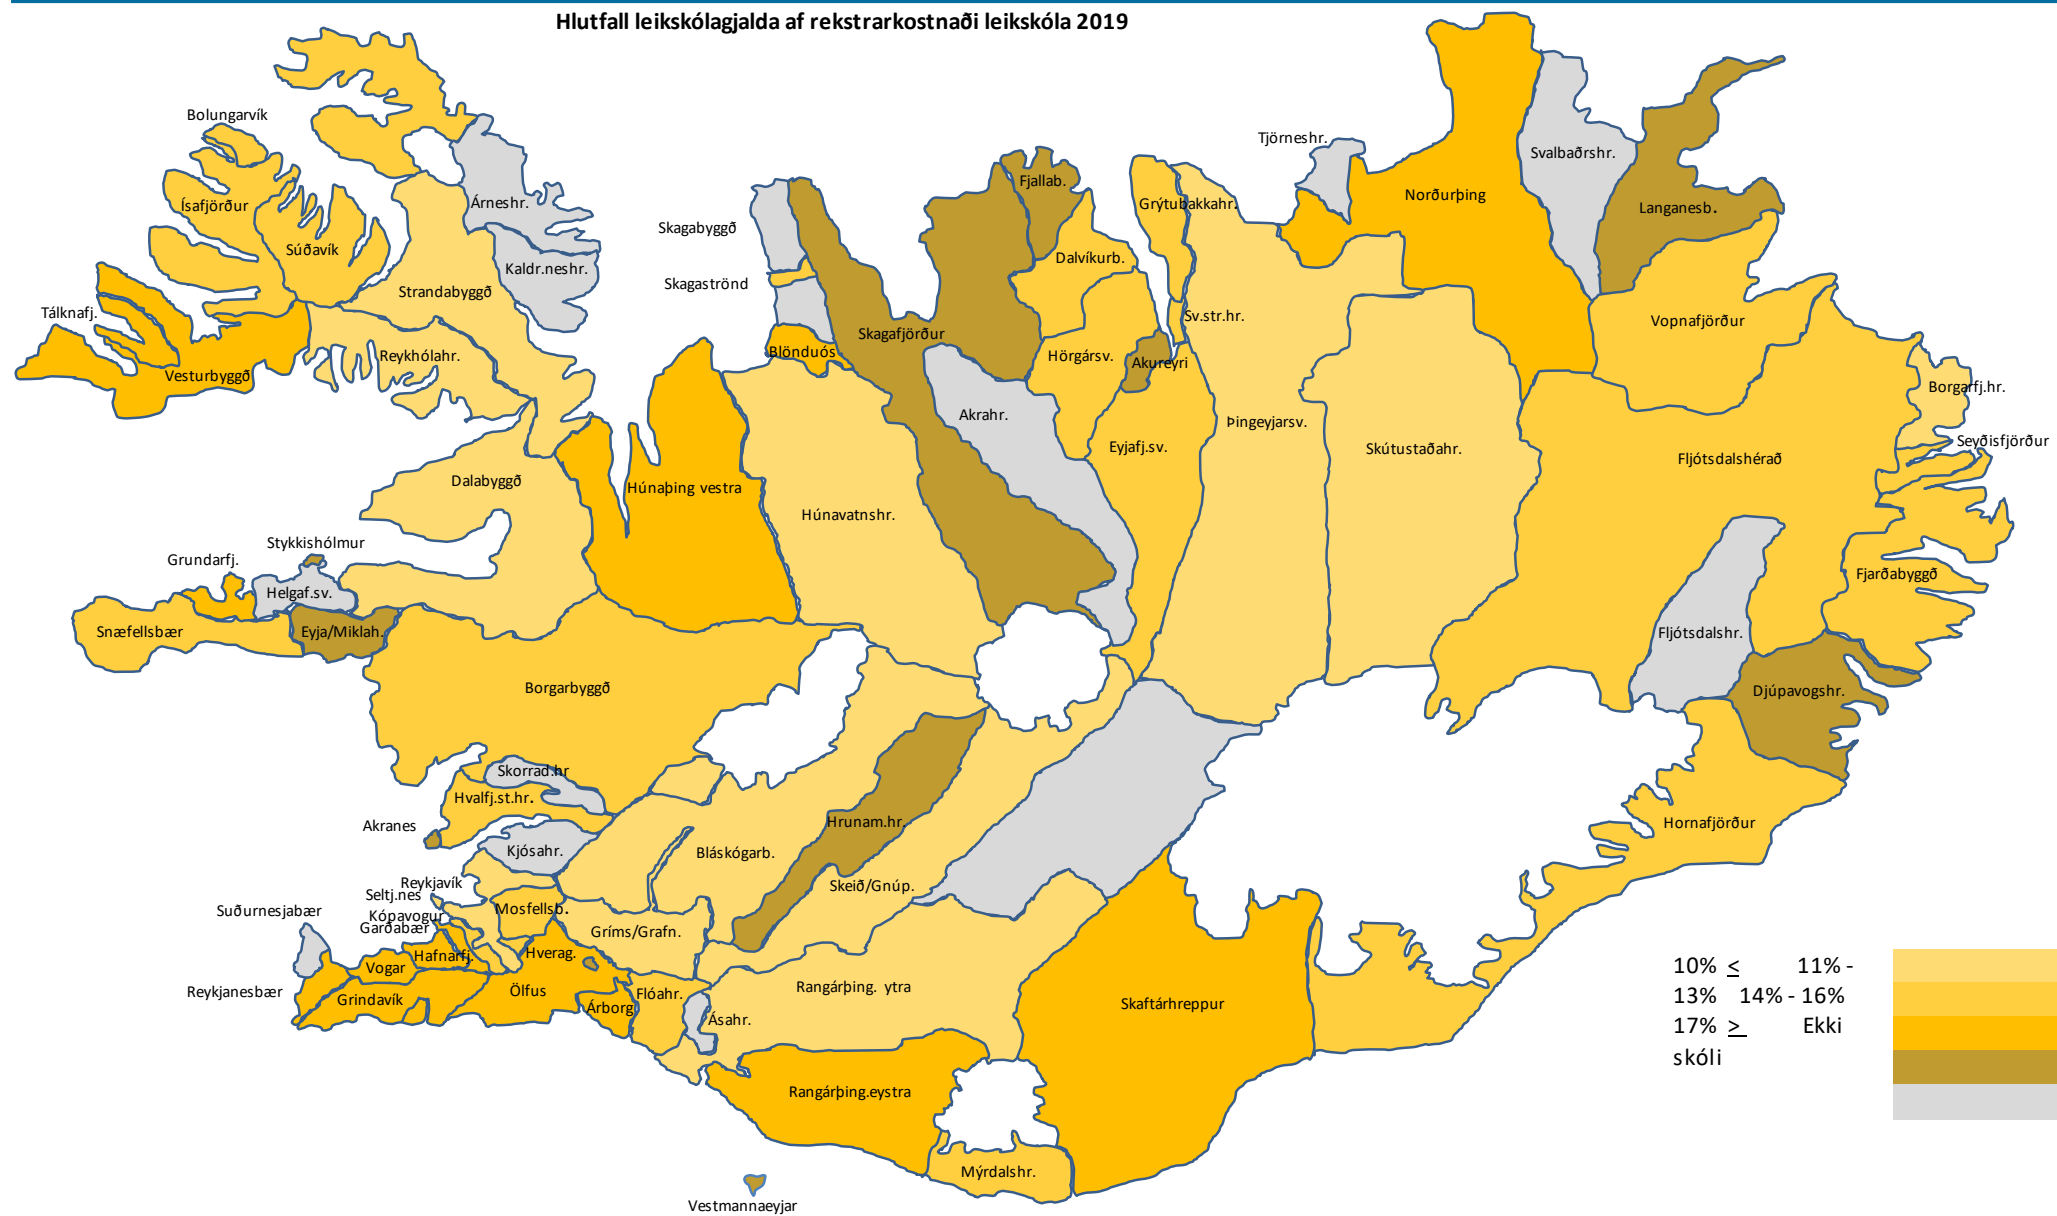 Hlutfall leikskólagjalda af rekstrarkostnaði leikskóla 2019
Bolungarvík
Ísafjörður
Súðavík
Árneshr.
Kaldr.neshr.
Strandabyggð
Tálknafj.
Vesturbyggð
Reykhólahr.
Skagabyggð
Skagaströnd
Blönduós
Skagafjörður
Fjallab.
Dalvíkurb.
Grýtubakkahr.
Tjörneshr.
Norðurþing
Svalbaðrshr.
Langanesb.
Vopnafjörður
Sv.str.hr.
Hörgársv.
Akureyri
Akrahr.
Eyjafj.sv.
Þingeyjarsv.
Skútustaðahr.
Fljótsdalshérað
Borgarfj.hr.
Seyðisfjörður
Dalabyggð
Húnaþing vestra
Húnavatnshr.
Stykkishólmur
Grundarfj.
Helgaf.sv.
Snæfellsbær
Eyja/Miklah.
Fjarðabyggð
Fljótsdalshr.
Djúpavogshr.
Borgarbyggð
Skorrad.hr
Hvalfj.st.hr.
Akranes
Kjósahr.
Hrunam.hr.
Bláskógarb.
Skeið/Gnúp.
Hornafjörður
Reykjavík
Seltj.nes
Kópavogur
Garðabær
Mosfellsb.
Suðurnesjabær
Gríms/Grafn.
Hafnarfj.
Hverag.
Vogar
Reykjanesbær
Grindavík
Ölfus
Árborg
Flóahr.
Ásahr.
Rangárþing. ytra
Skaftárhreppur
Rangárþing.eystra
Mýrdalshr.
Vestmannaeyjar
10% < 11% -
13% 14% - 16%
17% > Ekki
skóli